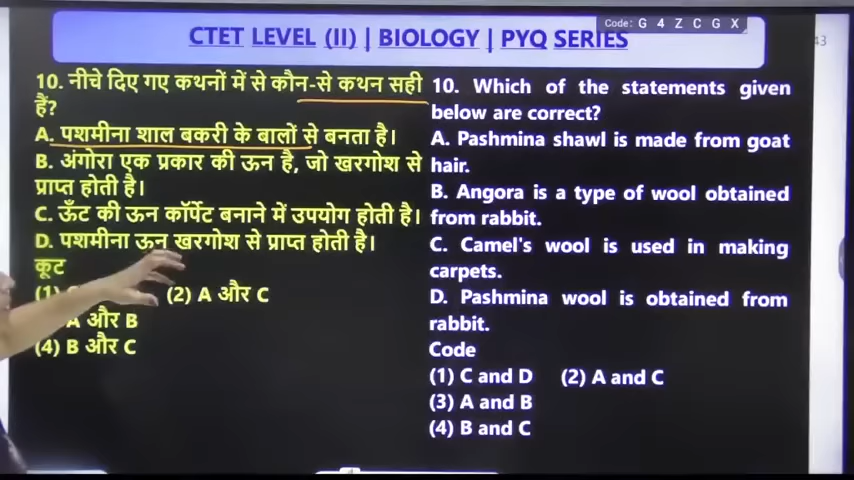 Code: G 4 Z C G X
CTET LEVEL (II) | BIOLOGY | PYQ SERIES
43
10. नीचे दिए गए कथनों में से कौन-से कथन सही
हैं?
A. पशमीना शाल बकरी के बालों से बनता है।
B. अंगोरा एक प्रकार की ऊन है, जो खरगोश से
प्राप्त होती है।
C. ऊँट की ऊन कॉर्पेट बनाने में उपयोग होती है।
D. पशमीना ऊन खरगोश से प्राप्त होती है।
कूट
(1) (2) A और C
A और B
(4) B और C
10. Which of the statements given
below are correct?
A. Pashmina shawl is made from goat
hair.
B. Angora is a type of wool obtained
from rabbit.
C. Camel's wool is used in making
carpets.
D. Pashmina wool is obtained from
rabbit.
Code
(1) C and D (2) A and C
(3) A and B
(4) B and C